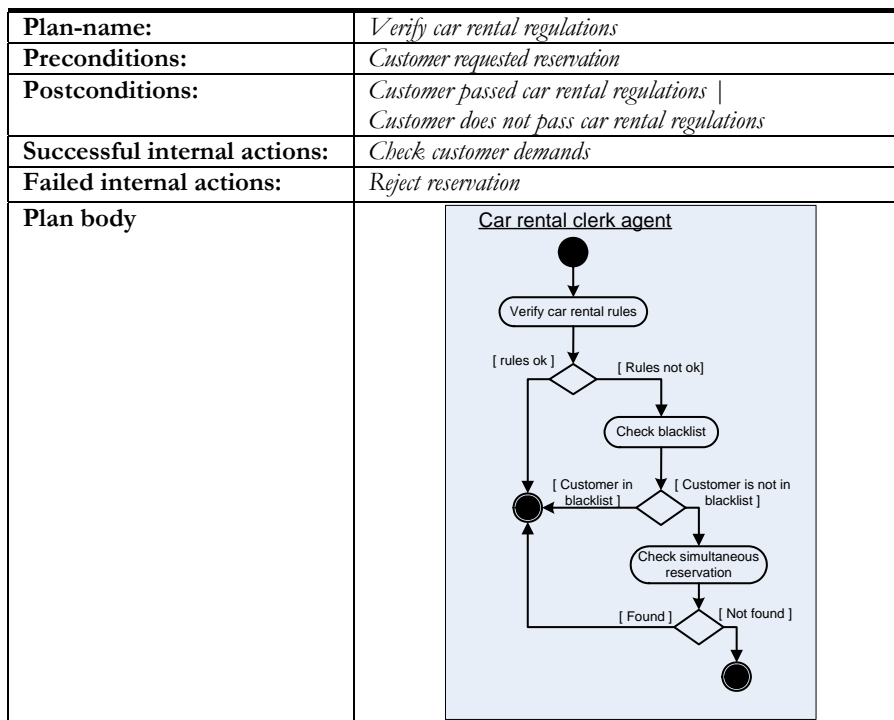 Plan-name: Verify car rental regulations
Preconditions: Customer requested reservation
Postconditions: Customer passed car rental regulations |
Customer does not pass car rental regulations
Successful internal actions: Check customer demands
Failed internal actions: Reject reservation
Plan body
Car rental clerk agent
Verify car rental rules
[ rules ok ]
[ Rules not ok]
Check blacklist
[ Customer in
blacklist ]
[ Customer is not in
blacklist ]
Check simultaneous
reservation
[ Found ]
[ Not found ]